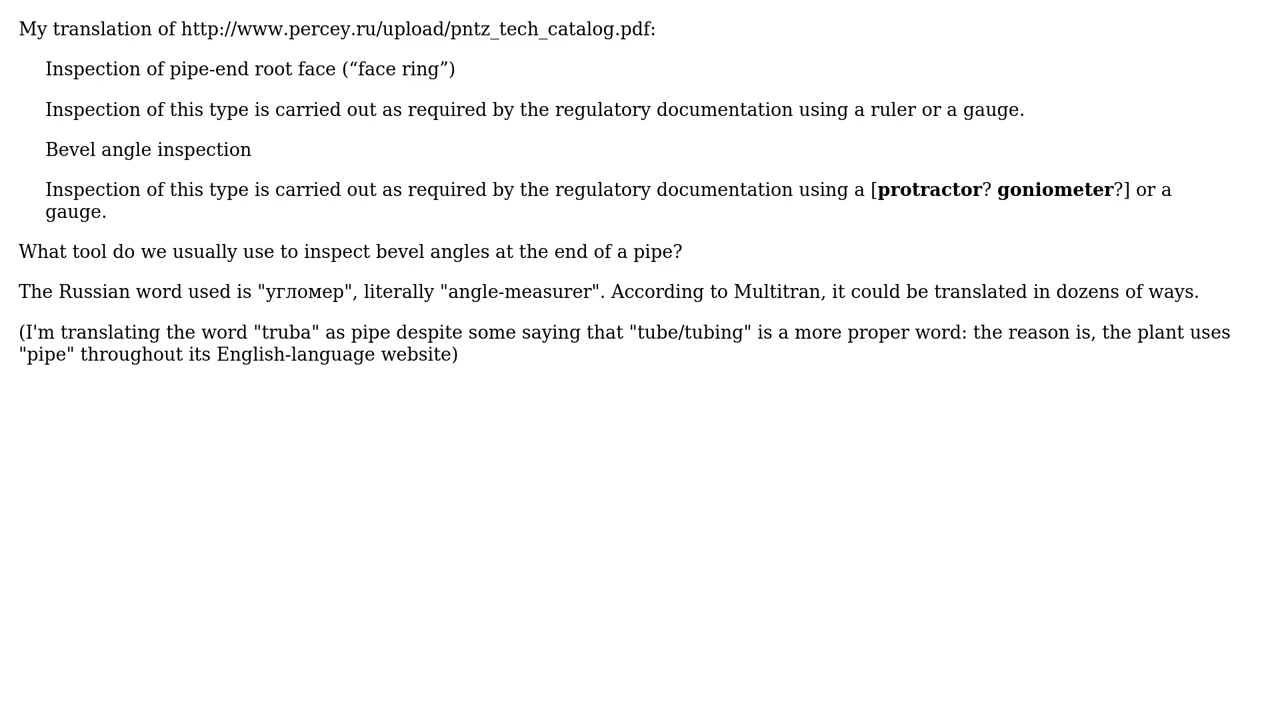 My translation of http://www.percey.ru/upload/pntz_tech_catalog.pdf:
Inspection of pipe-end root face (“face ring”)
Inspection of this type is carried out as required by the regulatory documentation using a ruler or a gauge.
Bevel angle inspection
Inspection of this type is carried out as required by the regulatory documentation using a [protractor? goniometer?] or a
gauge.
What tool do we usually use to inspect bevel angles at the end of a pipe?
The Russian word used is "угломер", literally "angle-measurer". According to Multitran, it could be translated in dozens of ways.
(I'm translating the word "truba" as pipe despite some saying that "tube/tubing" is a more proper word: the reason is, the plant uses
"pipe" throughout its English-language website)